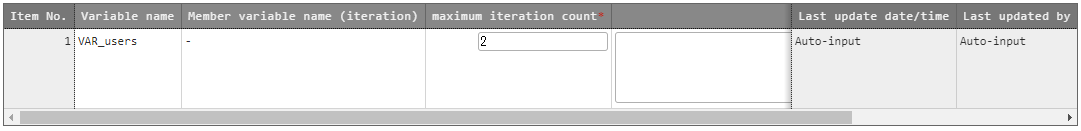 Item No. Variable name Member variable name (iteration) maximum iteration count* Last update date/time Last updated by
1 VAR_users - 2 Auto-input Auto-input